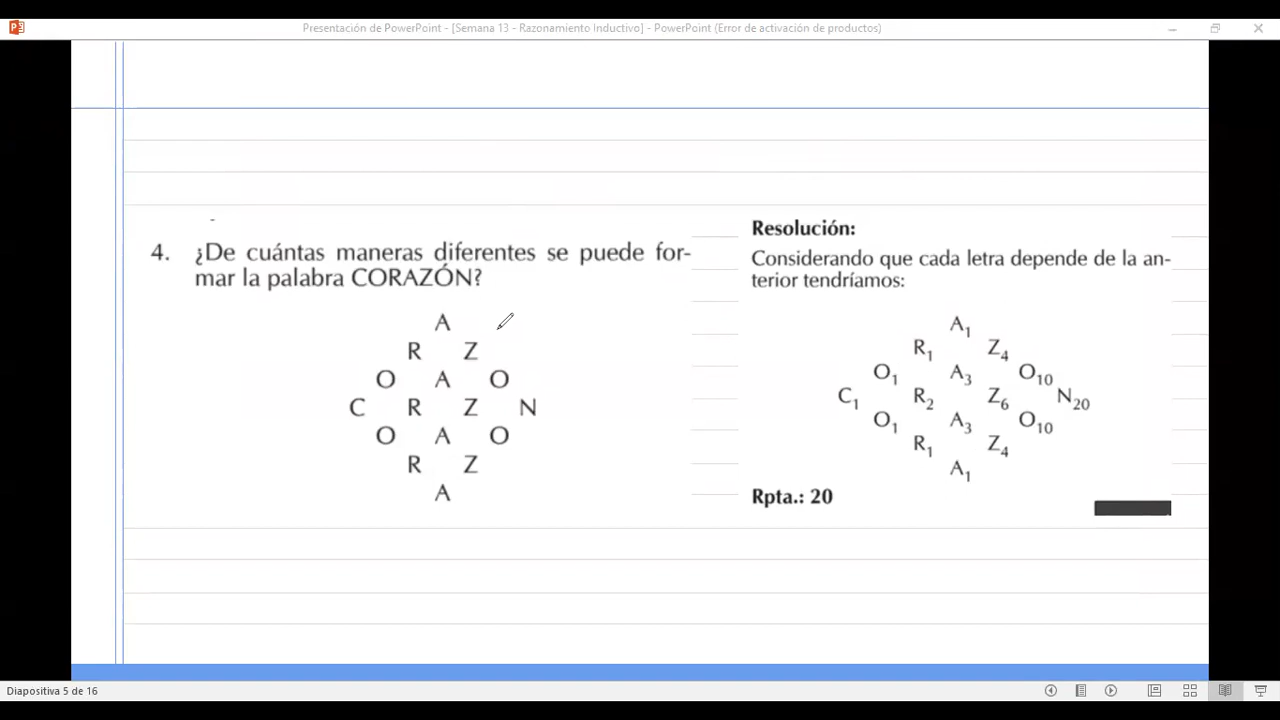 Presentación de PowerPoint - [Semana 13 - Razonamiento Inductivo] - PowerPoint (Error de activación de productos)
4. ¿De cuántas maneras diferentes se puede for-
mar la palabra CORAZÓN?
A
R Z
O A O
C R Z N
O A O
R Z
A
Resolución:
Considerando que cada letra depende de la an-
terior tendríamos:
A1
R1 Z4
O1 A3 O10
C1 R2 Z6 N20
O1 A3 O10
R1 Z4
A1
Rpta.: 20
Diapositiva 5 de 16